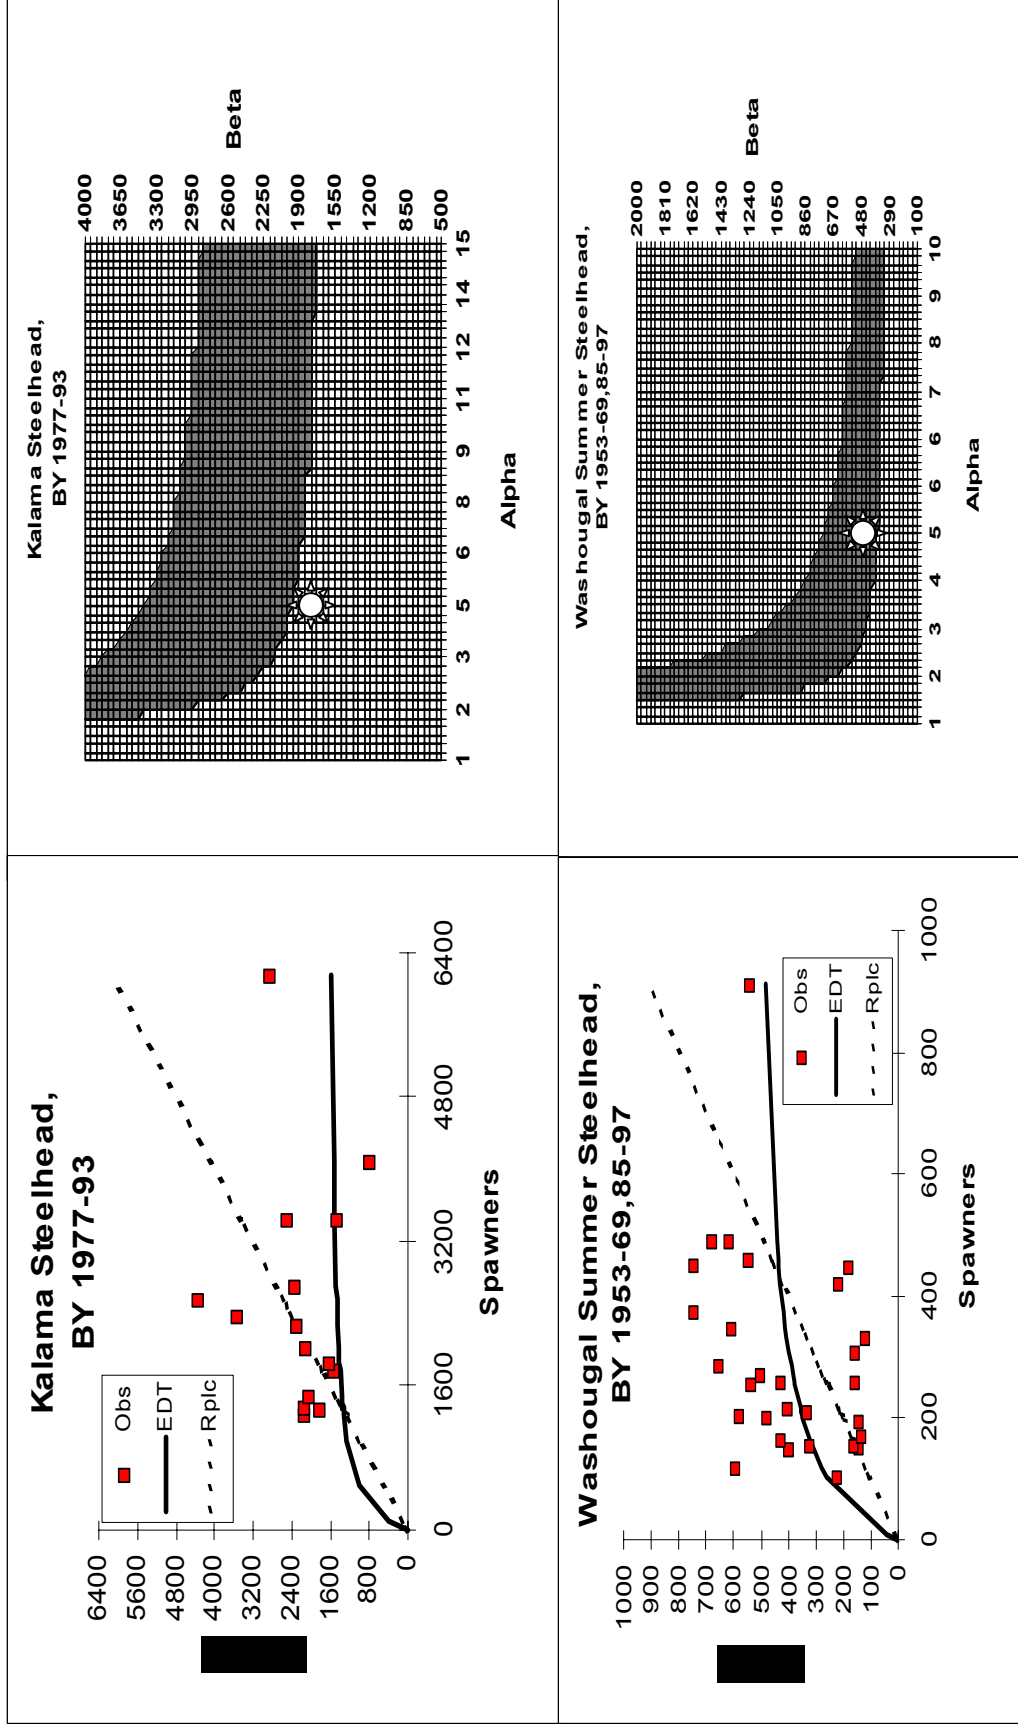 Kalama Steelhead,
BY 1977-93
6400
5600
4800
4000
3200
2400
1600
800
0
Obs
EDT
Rplc
0 1600 3200 4800 6400
Spawners
Kalama Steelhead,
BY 1977-93
4000
3650
3300
2950
2600
2250
1900
1550
1200
850
500
Beta
1 2 3 5 6 8 9 11 12 14 15
Alpha
Washougal Summer Steelhead,
BY 1953-69,85-97
1000
900
800
700
600
500
400
300
200
100
0
Obs
EDT
Rplc
0 200 400 600 800 1000
Spawners
Washougal Summer Steelhead,
BY 1953-69,85-97
2000
1810
1620
1430
1240
1050
860
670
480
290
100
Beta
1 2 3 4 5 6 6 7 8 9 10
Alpha